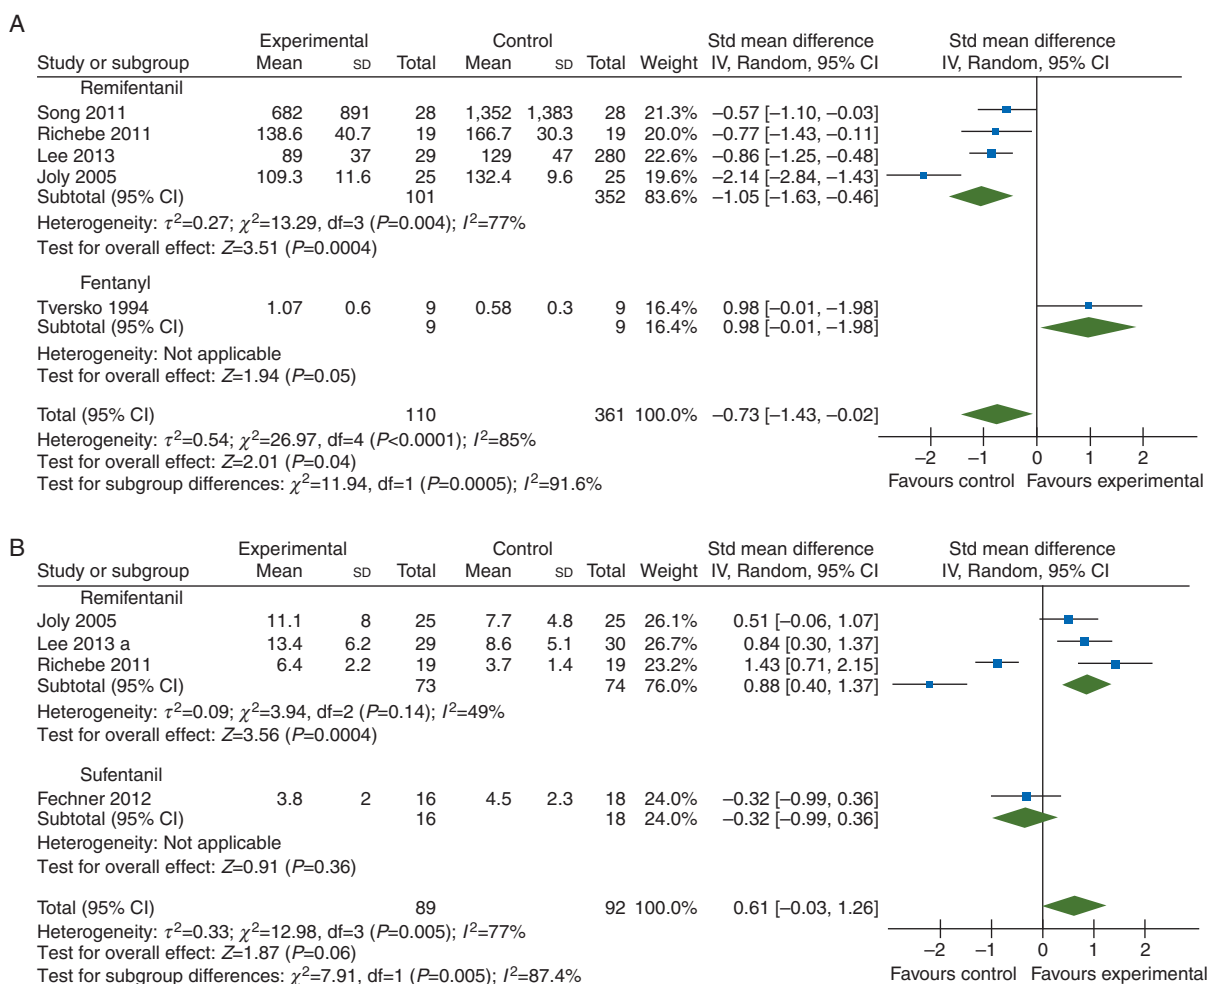 A
Experimental Control Std mean difference Std mean difference
Study or subgroup Mean SD Total Mean SD Total Weight IV, Random, 95% CI IV, Random, 95% CI
Remifentanil
Song 2011 682 891 28 1,352 1,383 28 21.3% −0.57 [−1.10, −0.03]
Richebe 2011 138.6 40.7 19 166.7 30.3 19 20.0% −0.77 [−1.43, −0.11]
Lee 2013 89 37 29 129 47 280 22.6% −0.86 [−1.25, −0.48]
Joly 2005 109.3 11.6 25 132.4 9.6 25 19.6% −2.14 [−2.84, −1.43]
Subtotal (95% CI) 101 352 83.6% −1.05 [−1.63, −0.46]
Heterogeneity: τ²=0.27; χ²=13.29, df=3 (P=0.004); I²=77%
Test for overall effect: Z=3.51 (P=0.0004)
Fentanyl
Tversko 1994 1.07 0.6 9 0.58 0.3 9 16.4% 0.98 [−0.01, −1.98]
Subtotal (95% CI) 9 9 16.4% 0.98 [−0.01, −1.98]
Heterogeneity: Not applicable
Test for overall effect: Z=1.94 (P=0.05)
Total (95% CI) 110 361 100.0% −0.73 [−1.43, −0.02]
Heterogeneity: τ²=0.54; χ²=26.97, df=4 (P<0.0001); I²=85%
Test for overall effect: Z=2.01 (P=0.04)
Test for subgroup differences: χ²=11.94, df=1 (P=0.0005); I²=91.6%
−2 −1 0 1 2
Favours control Favours experimental
B
Experimental Control Std mean difference Std mean difference
Study or subgroup Mean SD Total Mean SD Total Weight IV, Random, 95% CI IV, Random, 95% CI
Remifentanil
Joly 2005 11.1 8 25 7.7 4.8 25 26.1% 0.51 [−0.06, 1.07]
Lee 2013 a 13.4 6.2 29 8.6 5.1 30 26.7% 0.84 [0.30, 1.37]
Richebe 2011 6.4 2.2 19 3.7 1.4 19 23.2% 1.43 [0.71, 2.15]
Subtotal (95% CI) 73 74 76.0% 0.88 [0.40, 1.37]
Heterogeneity: τ²=0.09; χ²=3.94, df=2 (P=0.14); I²=49%
Test for overall effect: Z=3.56 (P=0.0004)
Sufentanil
Fechner 2012 3.8 2 16 4.5 2.3 18 24.0% −0.32 [−0.99, 0.36]
Subtotal (95% CI) 16 18 24.0% −0.32 [−0.99, 0.36]
Heterogeneity: Not applicable
Test for overall effect: Z=0.91 (P=0.36)
Total (95% CI) 89 92 100.0% 0.61 [−0.03, 1.26]
Heterogeneity: τ²=0.33; χ²=12.98, df=3 (P=0.005); I²=77%
Test for overall effect: Z=1.87 (P=0.06)
Test for subgroup differences: χ²=7.91, df=1 (P=0.005); I²=87.4%
−2 −1 0 1 2
Favours control Favours experimental